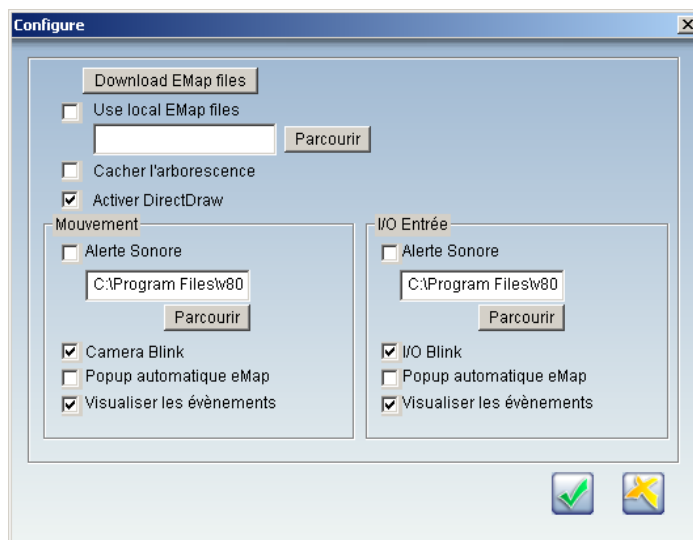 Configure
Download EMap files
Use local EMap files
Parcourir
Cacher l'arborescence
Activer DirectDraw
Mouvement
Alerte Sonore
C:\Program Files\v80
Parcourir
Camera Blink
Popup automatique eMap
Visualiser les évènements
I/O Entrée
Alerte Sonore
C:\Program Files\v80
Parcourir
I/O Blink
Popup automatique eMap
Visualiser les évènements